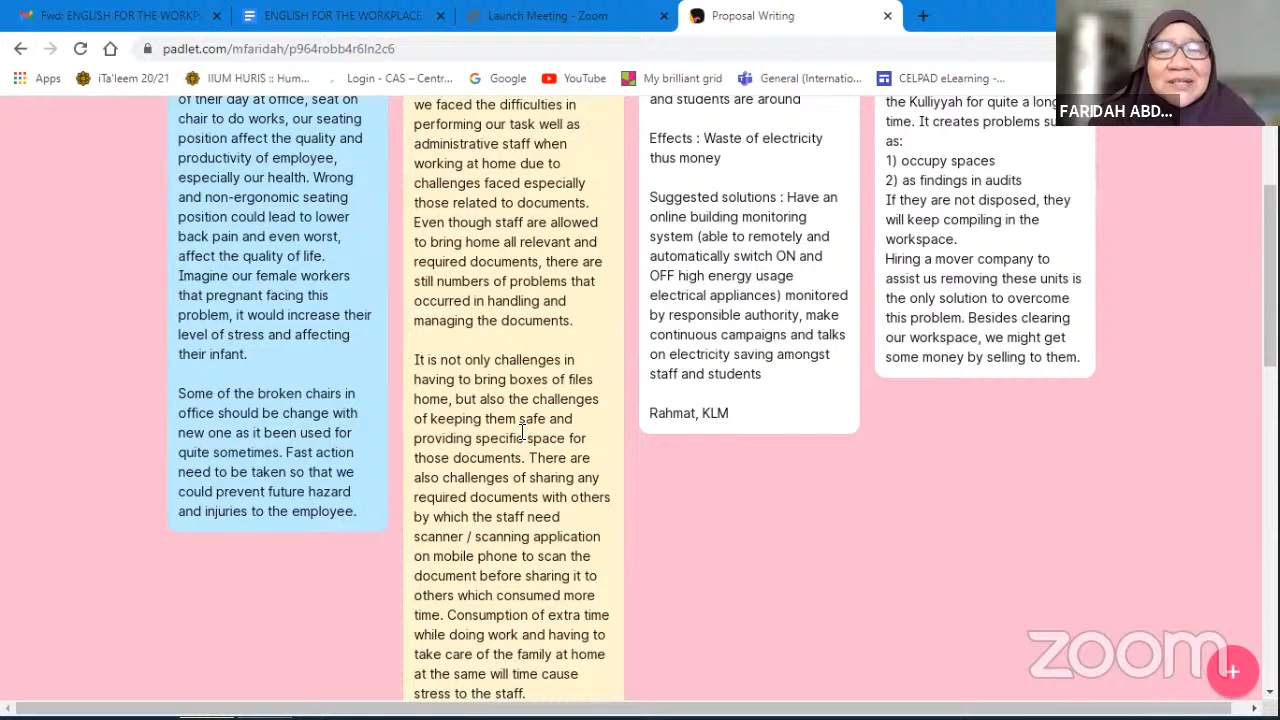 Fwd: ENGLISH FOR THE WORKP
ENGLISH FOR THE WORKPLACE
Launch Meeting - Zoom
Proposal Writing
padlet.com/mfaridah/p964robb4r6ln2c6
Apps
iTa'leem 20/21
IIUM HURIS :: Hum...
Login - CAS – Centr...
Google
YouTube
My brilliant grid
General (Internatio...
CELPAD eLearning -...
FARIDAH ABD...
of their day at office, seat on
chair to do works, our seating
position affect the quality and
productivity of employee,
especially our health. Wrong
and non-ergonomic seating
position could lead to lower
back pain and even worst,
affect the quality of life.
Imagine our female workers
that pregnant facing this
problem, it would increase their
level of stress and affecting
their infant.
Some of the broken chairs in
office should be change with
new one as it been used for
quite sometimes. Fast action
need to be taken so that we
could prevent future hazard
and injuries to the employee.
we faced the difficulties in
performing our task well as
administrative staff when
working at home due to
challenges faced especially
those related to documents.
Even though staff are allowed
to bring home all relevant and
required documents, there are
still numbers of problems that
occurred in handling and
managing the documents.
It is not only challenges in
having to bring boxes of files
home, but also the challenges
of keeping them safe and
providing specific space for
those documents. There are
also challenges of sharing any
required documents with others
by which the staff need
scanner / scanning application
on mobile phone to scan the
document before sharing it to
others which consumed more
time. Consumption of extra time
while doing work and having to
take care of the family at home
at the same will time cause
stress to the staff.
and students are around
Effects : Waste of electricity
thus money
Suggested solutions : Have an
online building monitoring
system (able to remotely and
automatically switch ON and
OFF high energy usage
electrical appliances) monitored
by responsible authority, make
continuous campaigns and talks
on electricity saving amongst
staff and students
Rahmat, KLM
the Kulliyyah for quite a long
time. It creates problems su
as:
1) occupy spaces
2) as findings in audits
If they are not disposed, they
will keep compiling in the
workspace.
Hiring a mover company to
assist us removing these units is
the only solution to overcome
this problem. Besides clearing
our workspace, we might get
some money by selling to them.
zoom